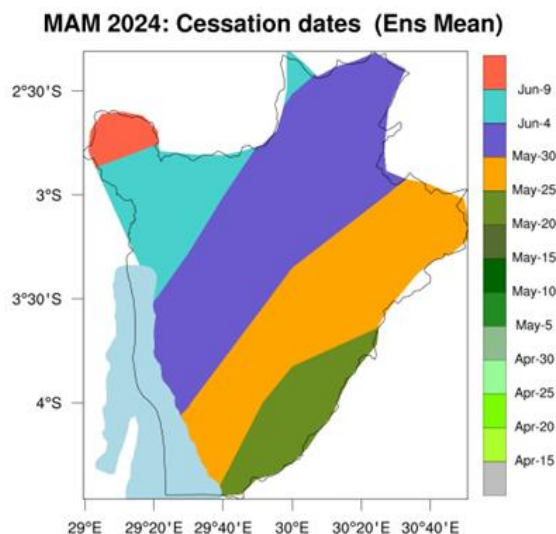 MAM 2024: Cessation dates (Ens Mean)
2°30'S
3°S
3°30'S
4°S
29°E
29°20'E
29°40'E
30°E
30°20'E
30°40'E
Jun-9
Jun-4
May-30
May-25
May-20
May-15
May-10
May-5
Apr-30
Apr-25
Apr-20
Apr-15